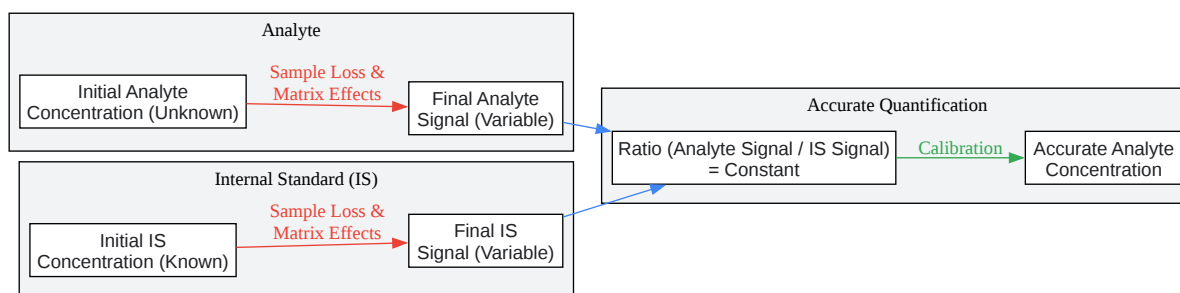 Analyte
Initial Analyte
Concentration (Unknown)
Sample Loss &
Matrix Effects
Final Analyte
Signal (Variable)
Internal Standard (IS)
Initial IS
Concentration (Known)
Sample Loss &
Matrix Effects
Final IS
Signal (Variable)
Accurate Quantification
Ratio (Analyte Signal / IS Signal)
= Constant
Calibration
Accurate Analyte
Concentration